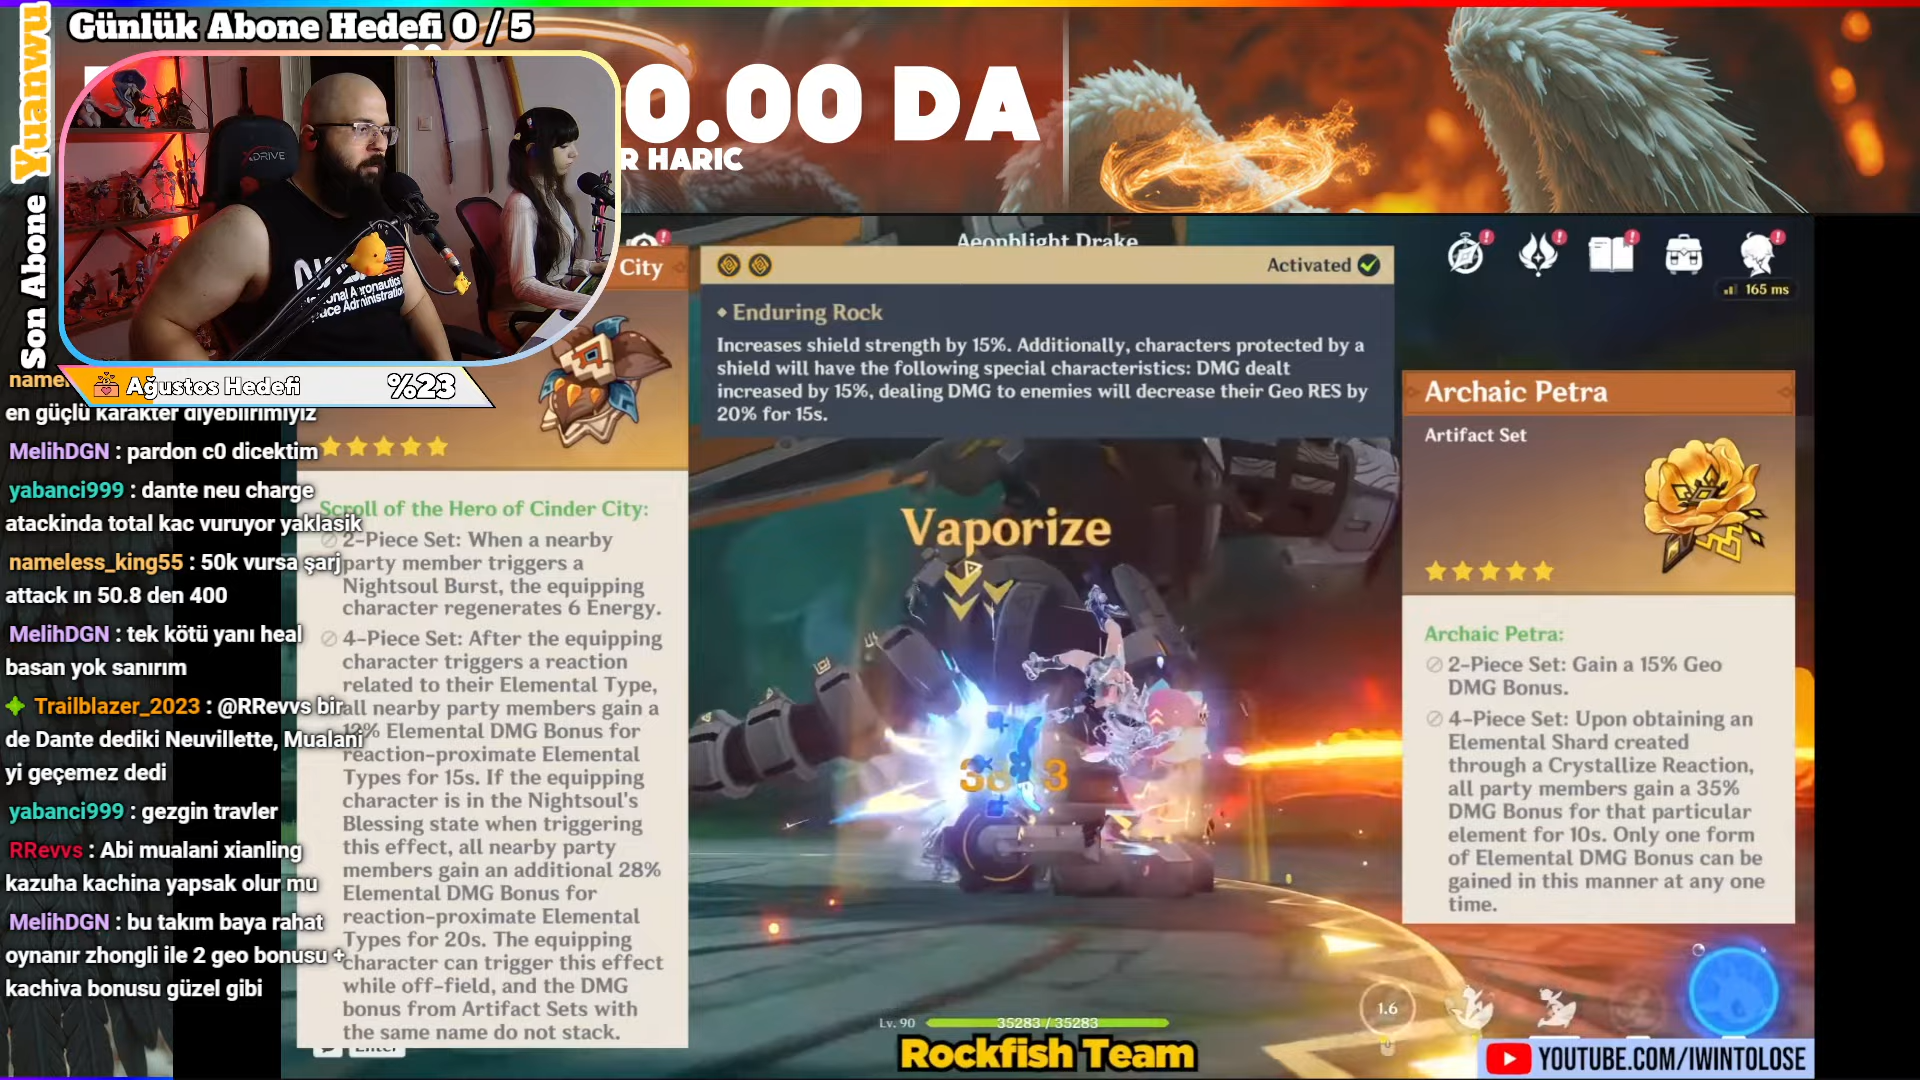 Günlük Abone Hedefi 0 / 5
Son Abone Yuanwu
0.00 DA
R HARIC
XDRIVE
Ağustos Hedefi %23
en güçlü karakter diyebilirimiyiz
MelihDGN : pardon c0 dicektim
yabanci999 : dante neu charge
atackinda total kac vuruyor yaklasik
nameless_king55 : 50k vursa şarj
attack ın 50.8 den 400
MelihDGN : tek kötü yanı heal
basan yok sanırım
Trailblazer_2023 : @RRevvs bir
de Dante dediki Neuvillette, Mualani
yi geçemez dedi
yabanci999 : gezgin travler
RRevvs : Abi mualani xianling
kazuha kachina yapsak olur mu
MelihDGN : bu takım baya rahat
oynanır zhongli ile 2 geo bonusu +
kachiva bonusu güzel gibi
City
Scroll of the Hero of Cinder City:
2-Piece Set: When a nearby
party member triggers a
Nightsoul Burst, the equipping
character regenerates 6 Energy.
4-Piece Set: After the equipping
character triggers a reaction
related to their Elemental Type,
all nearby party members gain a
12% Elemental DMG Bonus for
reaction-proximate Elemental
Types for 15s. If the equipping
character is in the Nightsoul's
Blessing state when triggering
this effect, all nearby party
members gain an additional 28%
Elemental DMG Bonus for
reaction-proximate Elemental
Types for 20s. The equipping
character can trigger this effect
while off-field, and the DMG
bonus from Artifact Sets with
the same name do not stack.
Enter
Aeonblight Drake
Activated
Enduring Rock
Increases shield strength by 15%. Additionally, characters protected by a
shield will have the following special characteristics: DMG dealt
increased by 15%, dealing DMG to enemies will decrease their Geo RES by
20% for 15s.
Vaporize
165 ms
Archaic Petra
Artifact Set
Archaic Petra:
2-Piece Set: Gain a 15% Geo
DMG Bonus.
4-Piece Set: Upon obtaining an
Elemental Shard created
through a Crystallize Reaction,
all party members gain a 35%
DMG Bonus for that particular
element for 10s. Only one form
of Elemental DMG Bonus can be
gained in this manner at any one
time.
1.6
Lv. 90 35283 / 35283
Rockfish Team
YOUTUBE.COM/IWINTOLOSE